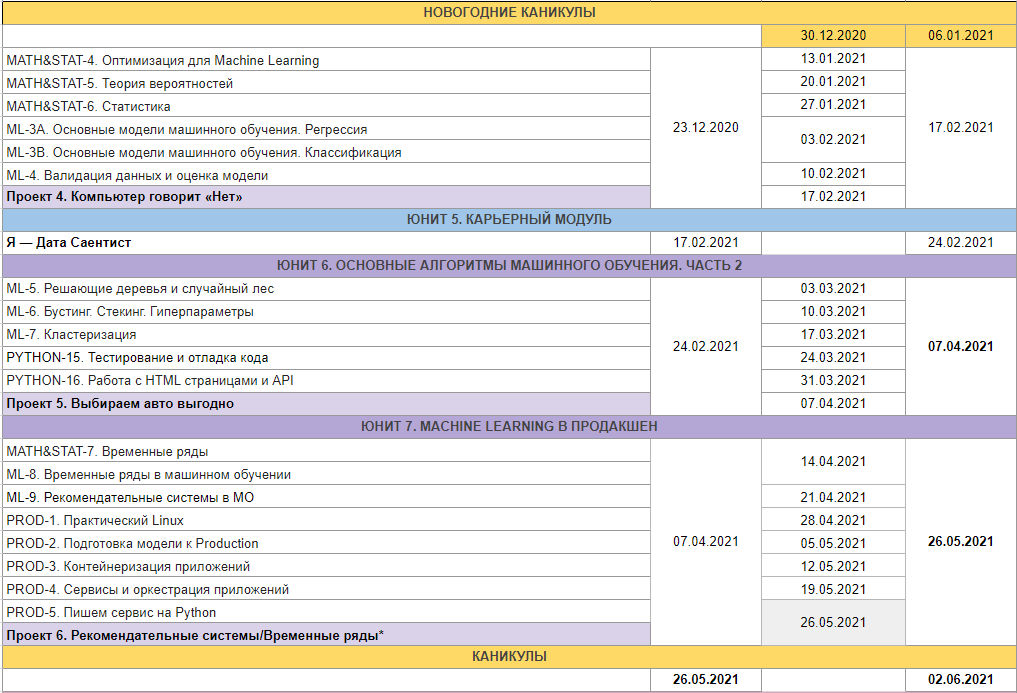 НОВОГОДНИЕ КАНИКУЛЫ
30.12.2020 06.01.2021
MATH&STAT-4. Оптимизация для Machine Learning 13.01.2021
MATH&STAT-5. Теория вероятностей 20.01.2021
MATH&STAT-6. Статистика 27.01.2021
ML-3A. Основные модели машинного обучения. Регрессия
23.12.2020 03.02.2021 17.02.2021
ML-3B. Основные модели машинного обучения. Классификация
ML-4. Валидация данных и оценка модели 10.02.2021
Проект 4. Компьютер говорит «Нет» 17.02.2021
ЮНИТ 5. КАРЬЕРНЫЙ МОДУЛЬ
Я — Дата Саентист 17.02.2021 24.02.2021
ЮНИТ 6. ОСНОВНЫЕ АЛГОРИТМЫ МАШИННОГО ОБУЧЕНИЯ. ЧАСТЬ 2
ML-5. Решающие деревья и случайный лес 03.03.2021
ML-6. Бустинг. Стекинг. Гиперпараметры 10.03.2021
ML-7. Кластеризация 17.03.2021
24.02.2021 07.04.2021
PYTHON-15. Тестирование и отладка кода 24.03.2021
PYTHON-16. Работа с HTML страницами и API 31.03.2021
Проект 5. Выбираем авто выгодно 07.04.2021
ЮНИТ 7. MACHINE LEARNING В ПРОДАКШЕН
MATH&STAT-7. Временные ряды
14.04.2021
ML-8. Временные ряды в машинном обучении
ML-9. Рекомендательные системы в МО 21.04.2021
PROD-1. Практический Linux 28.04.2021
PROD-2. Подготовка модели к Production 07.04.2021 05.05.2021 26.05.2021
PROD-3. Контейнеризация приложений 12.05.2021
PROD-4. Сервисы и оркестрация приложений 19.05.2021
PROD-5. Пишем сервис на Python
26.05.2021
Проект 6. Рекомендательные системы/Временные ряды*
КАНИКУЛЫ
26.05.2021 02.06.2021